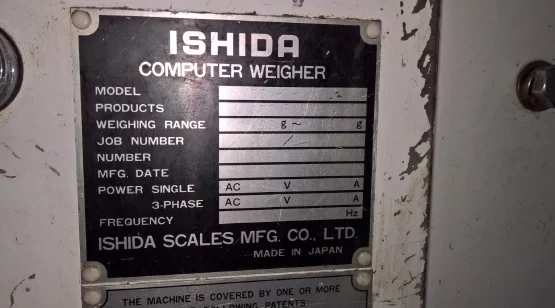 ISHIDA
COMPUTER WEIGHER
MODEL
PRODUCTS
WEIGHING RANGE g~ g
JOB NUMBER
NUMBER
MFG. DATE
POWER SINGLE AC V A
3-PHASE AC V A
FREQUENCY Hz
ISHIDA SCALES MFG. CO., LTD.
MADE IN JAPAN
THE MACHINE IS COVERED BY ONE OR MORE
FOLLOWING PATENTS